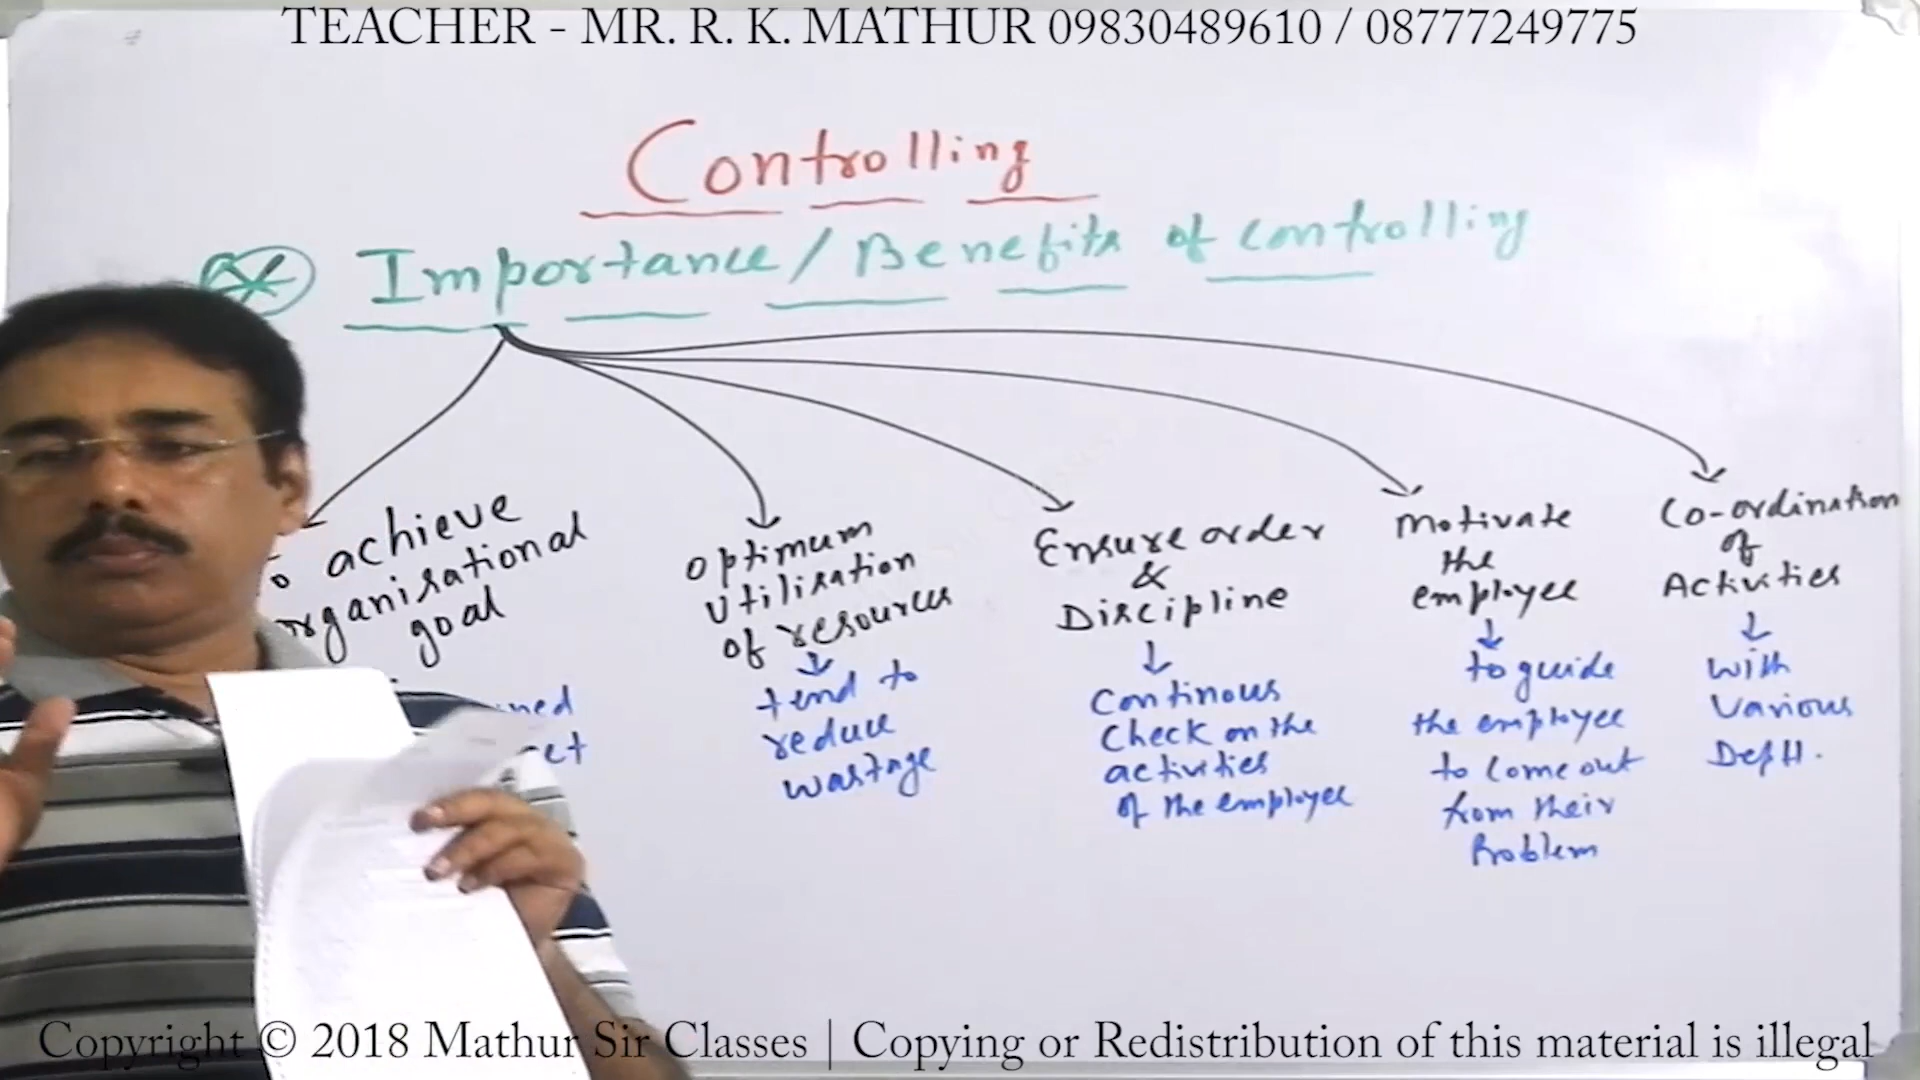 TEACHER - MR. R. K. MATHUR 09830489610 / 08777249775
Controlling
Importance / Benefits of controlling
achieve
organisational
goal
optimum
utilisation
of resources
tend to
reduce
wastage
Ensure order
&
Discipline
Continous
Check on the
activities
of the employee
Motivate
the
employee
to guide
the employee
to come out
from their
Problem
Co-ordination
of
Activities
with
Various
Deptt.
Copyright © 2018 Mathur Sir Classes | Copying or Redistribution of this material is illegal